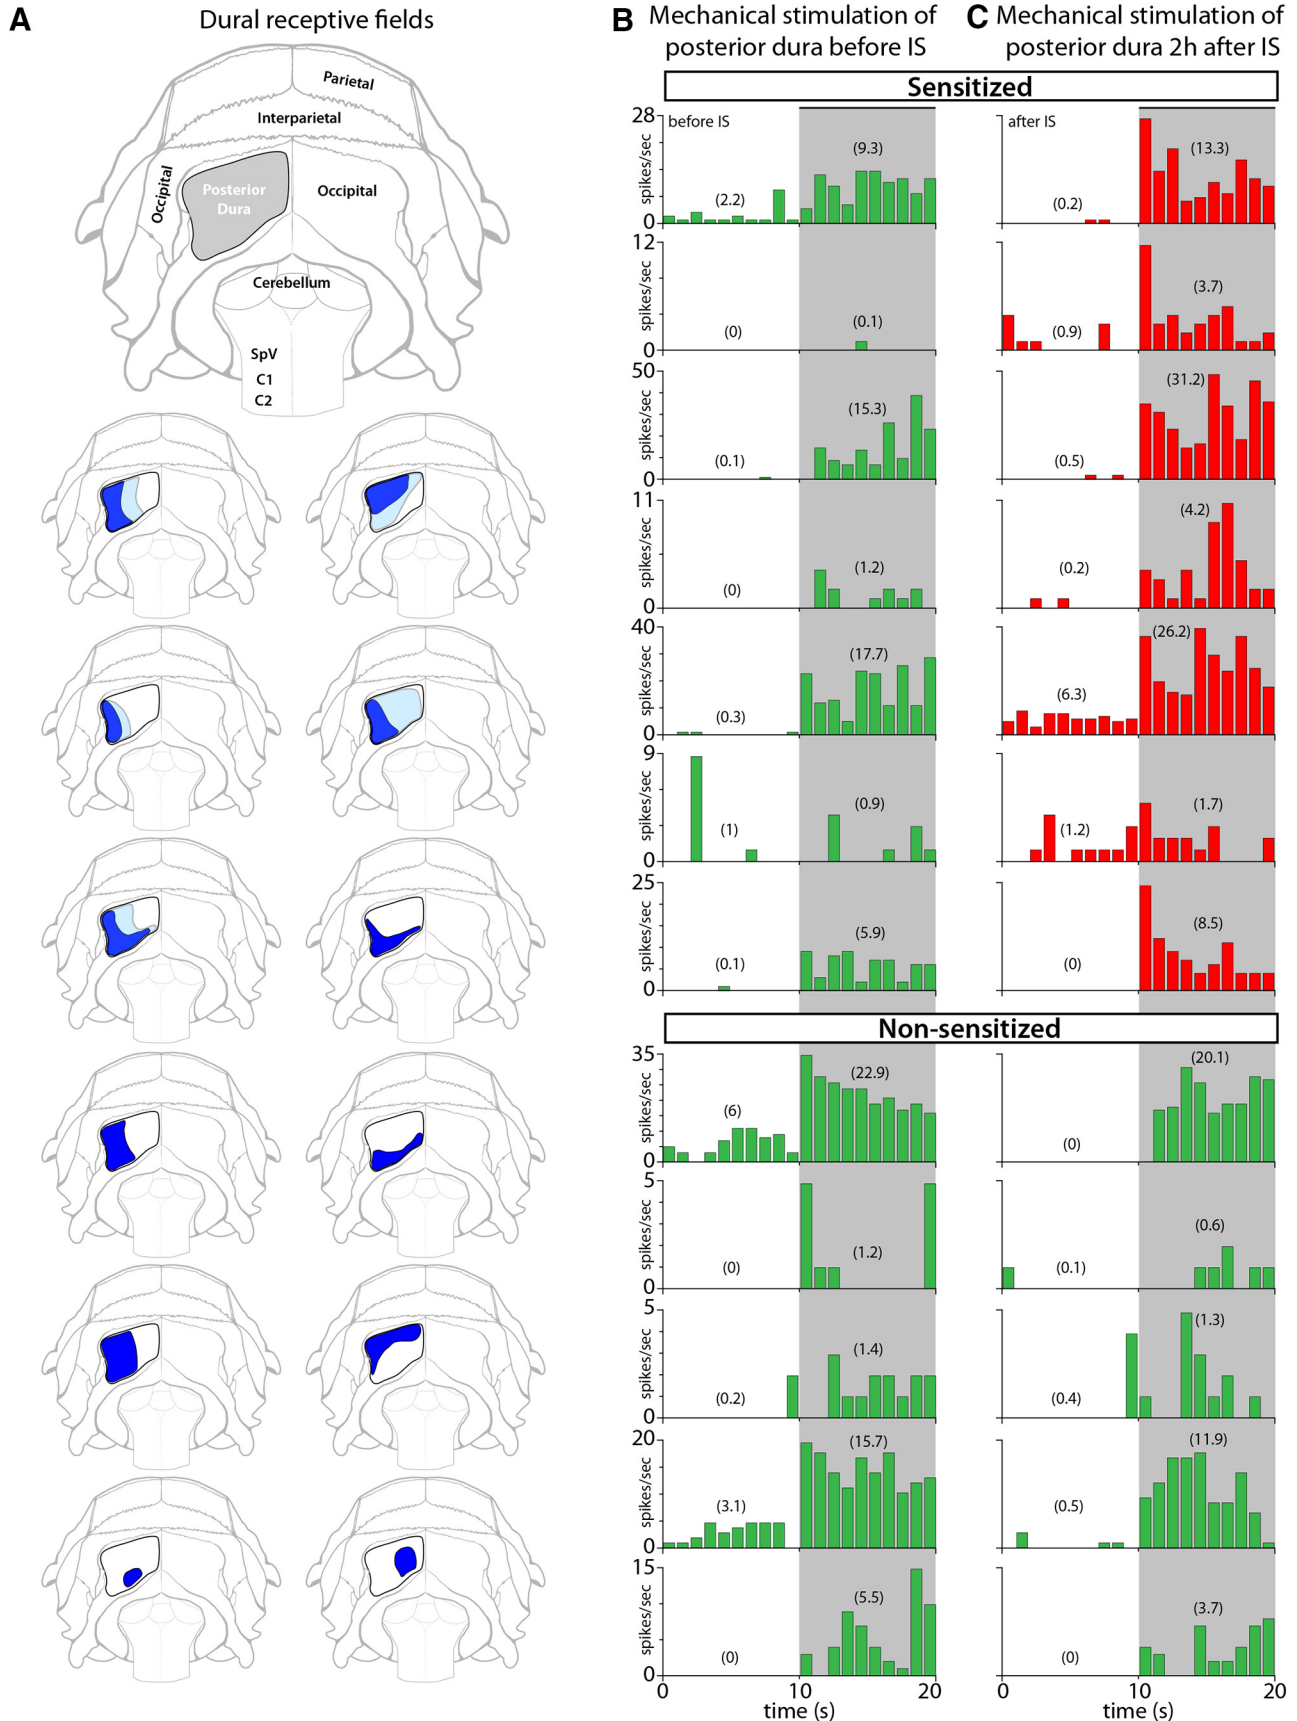 A
Dural receptive fields
Parietal
Interparietal
Occipital
Posterior
Dura
Occipital
Cerebellum
SpV
C1
C2
B Mechanical stimulation of
posterior dura before IS
C Mechanical stimulation of
posterior dura 2h after IS
Sensitized
28
spikes/sec
0
before IS
(2.2)
(9.3)
after IS
(0.2)
(13.3)
12
spikes/sec
0
(0)
(0.1)
(0.9)
(3.7)
50
spikes/sec
0
(0.1)
(15.3)
(0.5)
(31.2)
11
spikes/sec
0
(0)
(1.2)
(0.2)
(4.2)
40
spikes/sec
0
(0.3)
(17.7)
(6.3)
(26.2)
9
spikes/sec
0
(1)
(0.9)
(1.2)
(1.7)
25
spikes/sec
0
(0.1)
(5.9)
(0)
(8.5)
Non-sensitized
35
spikes/sec
0
(6)
(22.9)
(0)
(20.1)
5
spikes/sec
0
(0)
(1.2)
(0.1)
(0.6)
5
spikes/sec
0
(0.2)
(1.4)
(0.4)
(1.3)
20
spikes/sec
0
(3.1)
(15.7)
(0.5)
(11.9)
15
spikes/sec
0
(0)
(5.5)
(0)
(3.7)
0 10 20
time (s)
0 10 20
time (s)